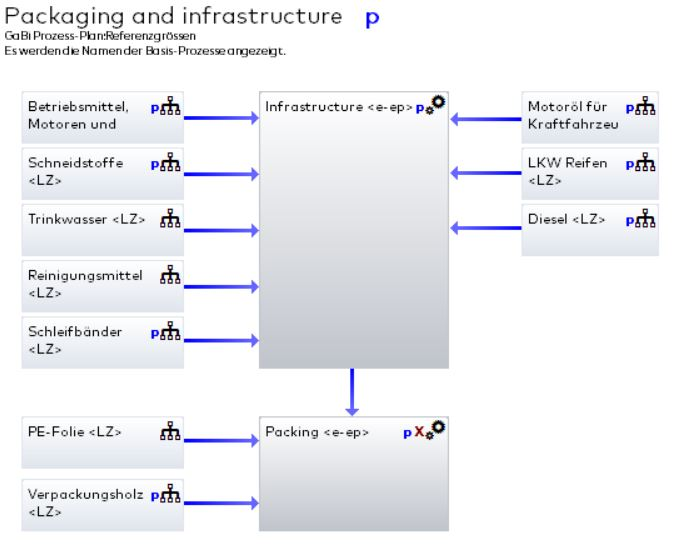 Packaging and infrastructure p
GaBi Prozess-Plan:Referenzgrössen
Es werden die Namen der Basis-Prozesse angezeigt.
Betriebsmittel, p
Motoren und
Infrastructure <e-ep> p
Motoröl für p
Kraftfahrzeu
Schneidstoffe p
<LZ>
LKW Reifen p
<LZ>
Trinkwasser <LZ>
Diesel <LZ> p
Reinigungsmittel
<LZ>
Schleifbänder p
<LZ>
PE-Folie <LZ>
Packing <e-ep> p X
Verpackungsholz p
<LZ>